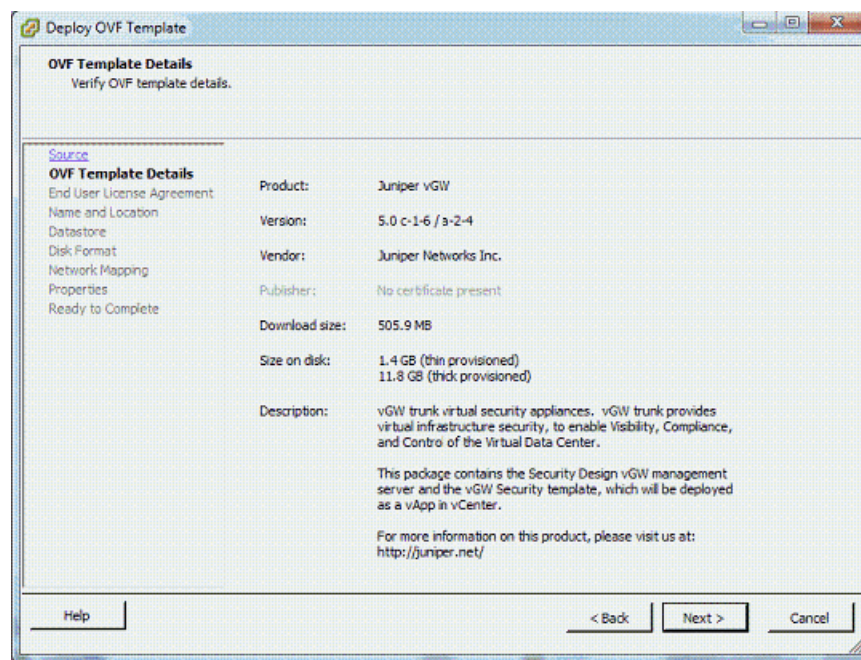 Deploy OVF Template
OVF Template Details
Verify OVF template details.
Source
OVF Template Details
End User License Agreement
Name and Location
Datastore
Disk Format
Network Mapping
Properties
Ready to Complete
Product: Juniper vGW
Version: 5.0 c-1-6 / a-2-4
Vendor: Juniper Networks Inc.
Publisher: No certificate present
Download size: 505.9 MB
Size on disk: 1.4 GB (thin provisioned)
11.8 GB (thick provisioned)
Description: vGW trunk virtual security appliances. vGW trunk provides
virtual infrastructure security, to enable Visibility, Compliance,
and Control of the Virtual Data Center.
This package contains the Security Design vGW management
server and the vGW Security template, which will be deployed
as a vApp in vCenter.
For more information on this product, please visit us at:
http://juniper.net/
Help
< Back
Next >
Cancel